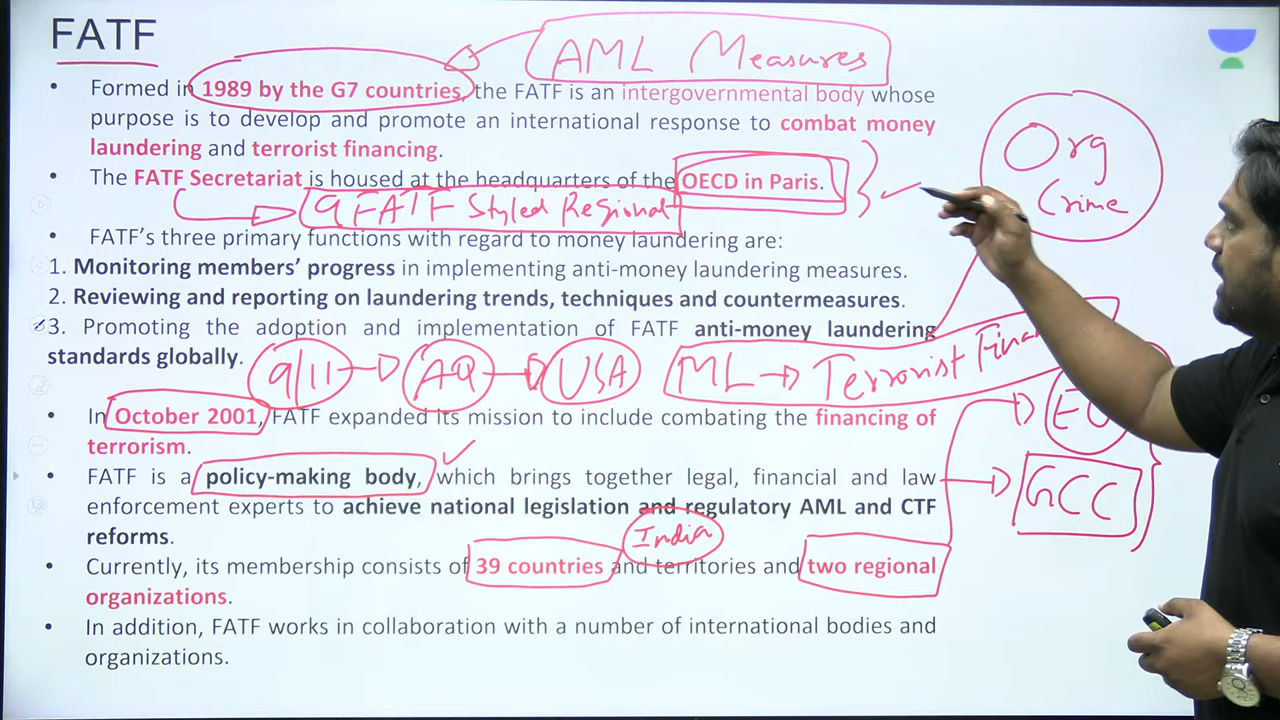 FATF
AML Measures
• Formed in 1989 by the G7 countries, the FATF is an intergovernmental body whose
purpose is to develop and promote an international response to combat money
laundering and terrorist financing.
• The FATF Secretariat is housed at the headquarters of the OECD in Paris.
9 FATF Styled Regional
Org
Crime
• FATF's three primary functions with regard to money laundering are:
1. Monitoring members' progress in implementing anti-money laundering measures.
2. Reviewing and reporting on laundering trends, techniques and countermeasures.
3. Promoting the adoption and implementation of FATF anti-money laundering
standards globally.
9/11 → AQ → USA
ML → Terrorist
• In October 2001, FATF expanded its mission to include combating the financing of
terrorism.
• FATF is a policy-making body, which brings together legal, financial and law
enforcement experts to achieve national legislation and regulatory AML and CTF
reforms.
GCC
India
• Currently, its membership consists of 39 countries and territories and two regional
organizations.
• In addition, FATF works in collaboration with a number of international bodies and
organizations.